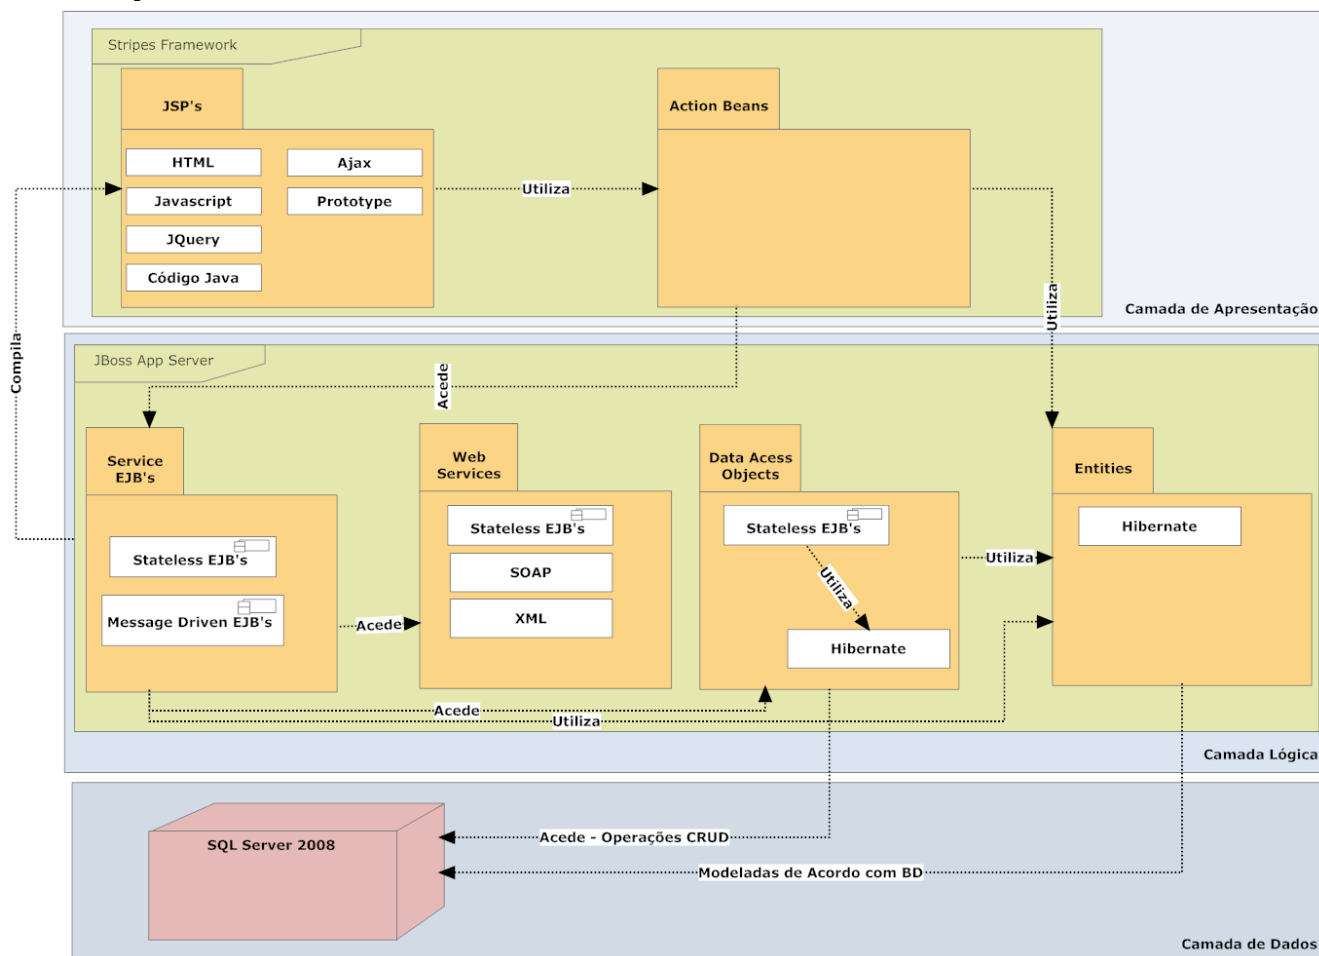 Stripes Framework
JSP's
Action Beans
HTML
Ajax
Javascript
Prototype
JQuery
Código Java
Utiliza
Utiliza
Camada de Apresentação
Compila
JBoss App Server
Acede
Service
EJB's
Web
Services
Data Acess
Objects
Entities
Stateless EJB's
Message Driven EJB's
Acede
Stateless EJB's
SOAP
XML
Stateless EJB's
Utiliza
Hibernate
Utiliza
Hibernate
Acede
Utiliza
Camada Lógica
SQL Server 2008
Acede - Operações CRUD
Modeladas de Acordo com BD
Camada de Dados